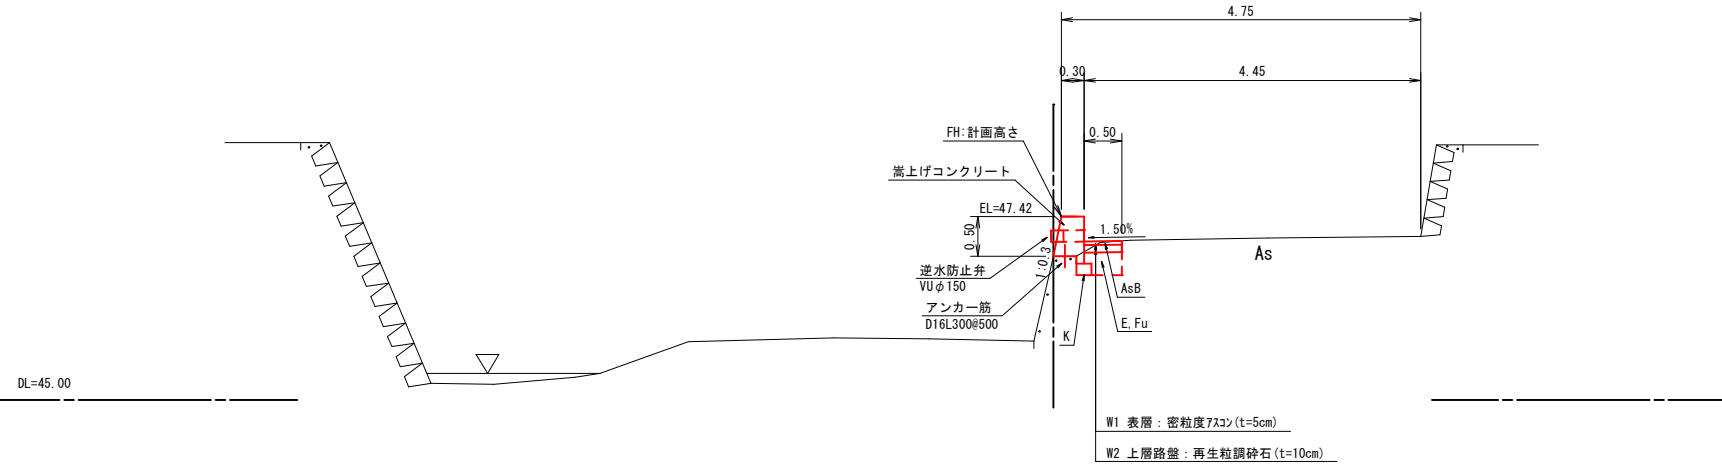 4.75
0.30
4.45
FH:計画高さ
0.50
嵩上げコンクリート
EL=47.42
0.50
1.50%
1:0.3
As
逆水防止弁
VUφ150
アンカー筋
D16L300@500
AsB
E,Fu
K
DL=45.00
W1 表層：密粒度アスコン(t=5cm)
W2 上層路盤：再生粒調砕石(t=10cm)